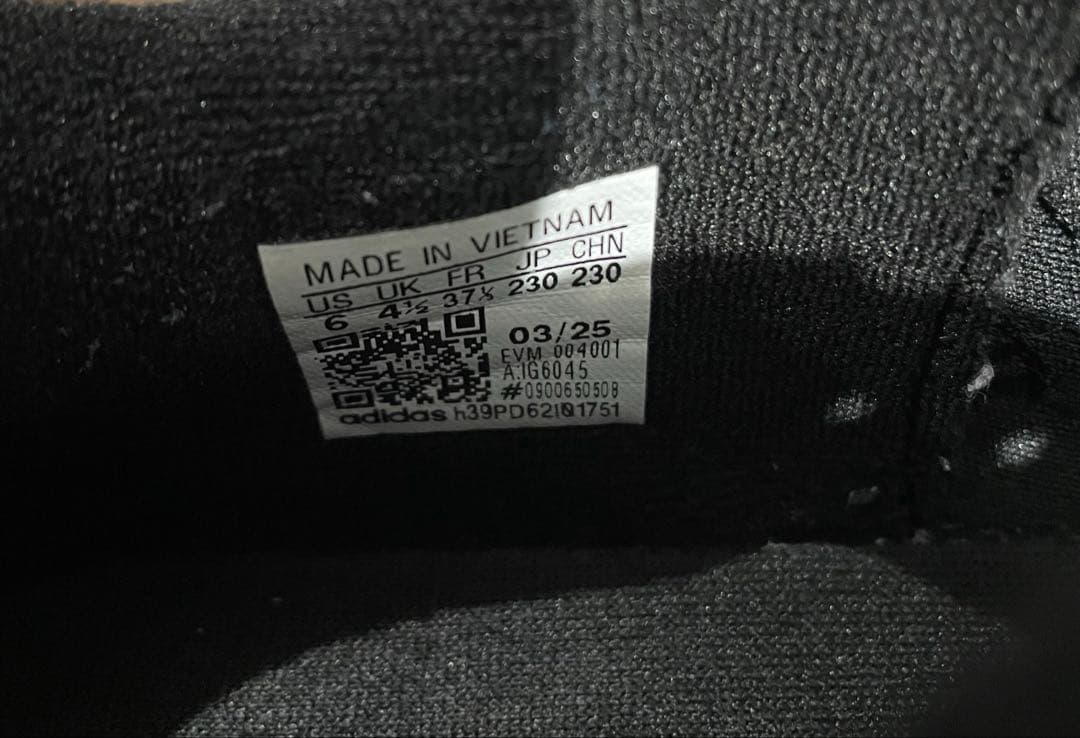 MADE IN VIETNAM
US UK FR JP CHN
6 4½ 37⅓ 230 230
03/25
EVM 004001
A:IG6045
#0900650508
adidas h39PD62I01751